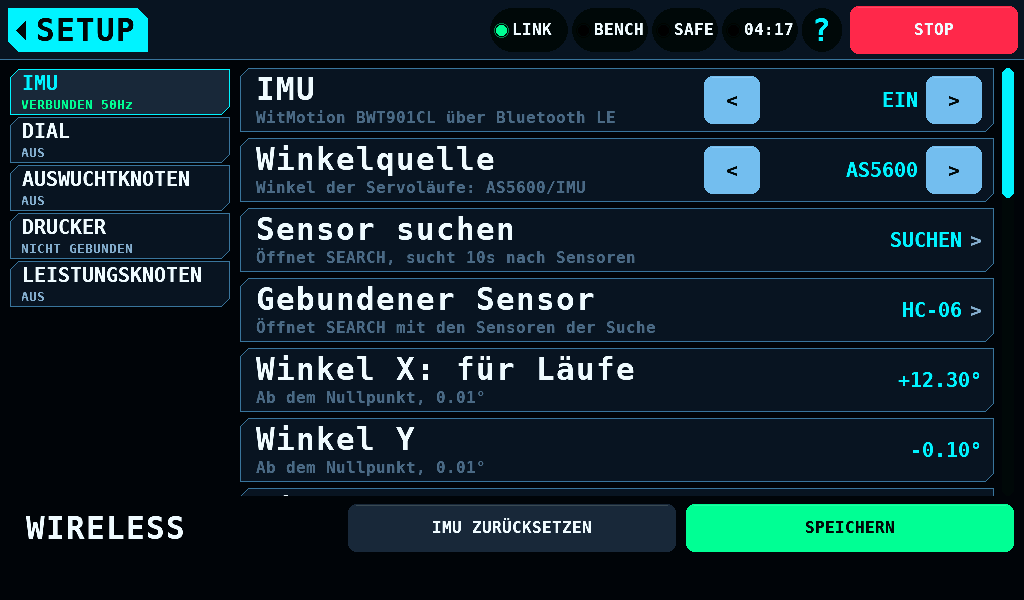 SETUP
LINK
BENCH
SAFE
04:17
?
STOP
IMU
VERBUNDEN 50Hz
DIAL
AUS
AUSWUCHTKNOTEN
AUS
DRUCKER
NICHT GEBUNDEN
LEISTUNGSKNOTEN
AUS
IMU
WitMotion BWT901CL über Bluetooth LE
<
EIN
>
Winkelquelle
Winkel der Servoläufe: AS5600/IMU
<
AS5600
>
Sensor suchen
Öffnet SEARCH, sucht 10s nach Sensoren
SUCHEN >
Gebundener Sensor
Öffnet SEARCH mit den Sensoren der Suche
HC-06 >
Winkel X: für Läufe
Ab dem Nullpunkt, 0.01°
+12.30°
Winkel Y
Ab dem Nullpunkt, 0.01°
-0.10°
WIRELESS
IMU ZURÜCKSETZEN
SPEICHERN